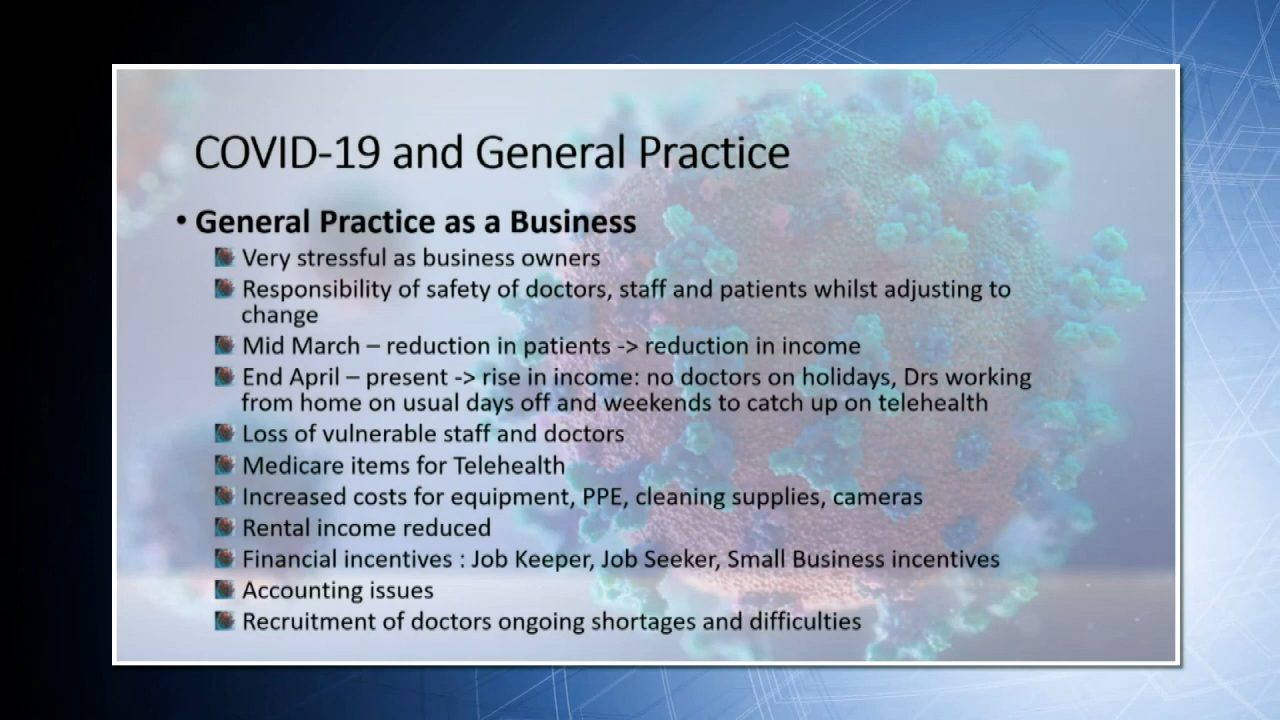 COVID-19 and General Practice
• General Practice as a Business
Very stressful as business owners
Responsibility of safety of doctors, staff and patients whilst adjusting to
change
Mid March – reduction in patients -> reduction in income
End April – present -> rise in income: no doctors on holidays, Drs working
from home on usual days off and weekends to catch up on telehealth
Loss of vulnerable staff and doctors
Medicare items for Telehealth
Increased costs for equipment, PPE, cleaning supplies, cameras
Rental income reduced
Financial incentives : Job Keeper, Job Seeker, Small Business incentives
Accounting issues
Recruitment of doctors ongoing shortages and difficulties